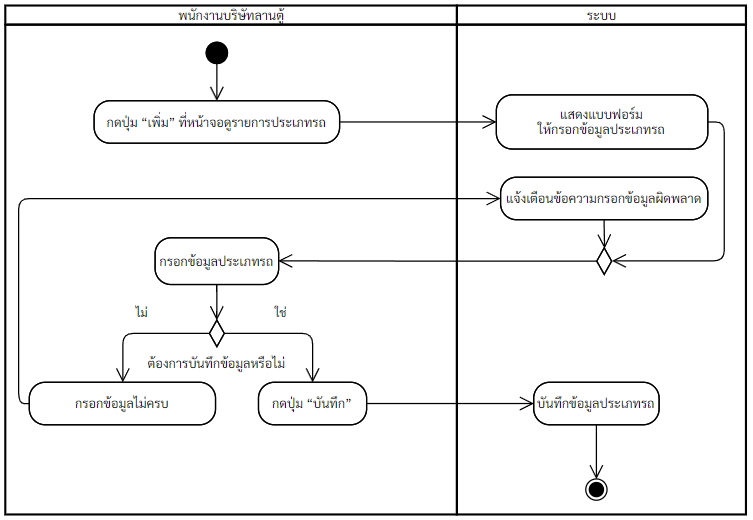 พนักงานบริษัทลานตู้
ระบบ
กดปุ่ม “เพิ่ม” ที่หน้าจอดูรายการประเภทรถ
แสดงแบบฟอร์ม
ให้กรอกข้อมูลประเภทรถ
แจ้งเตือนข้อความกรอกข้อมูลผิดพลาด
กรอกข้อมูลประเภทรถ
ไม่
ใช่
ต้องการบันทึกข้อมูลหรือไม่
กรอกข้อมูลไม่ครบ
กดปุ่ม “บันทึก”
บันทึกข้อมูลประเภทรถ